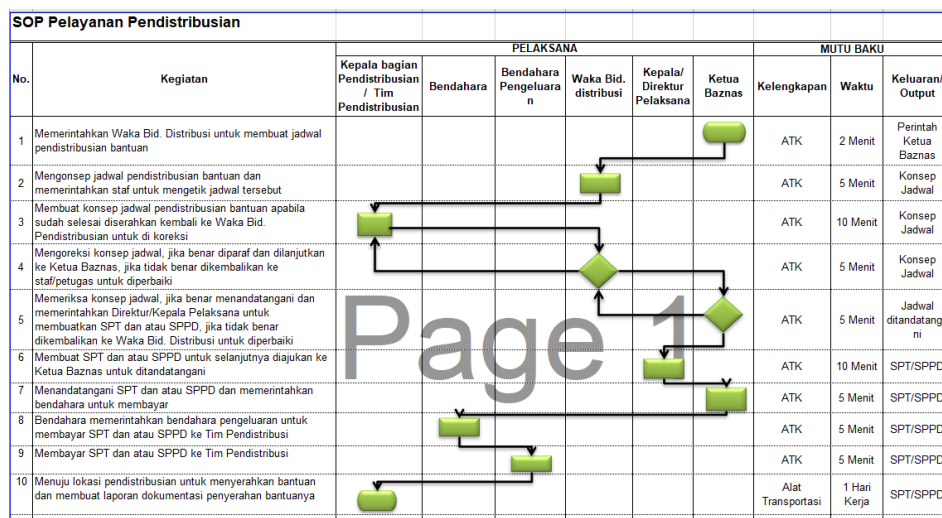 SOP Pelayanan Pendistribusian
PELAKSANA
MUTU BAKU
No.
Kegiatan
Kepala bagian
Pendistribusian
/ Tim
Pendistribusian
Bendahara
Bendahara
Pengeluara
n
Waka Bid.
distribusi
Kepala/
Direktur
Pelaksana
Ketua
Baznas
Kelengkapan
Waktu
Keluaran/
Output
1
Memerintahkan Waka Bid. Distribusi untuk membuat jadwal
pendistribusian bantuan
ATK
2 Menit
Perintah
Ketua
Baznas
2
Mengonsep jadwal pendistribusian bantuan dan
memerintahkan staf untuk mengetik jadwal tersebut
ATK
5 Menit
Konsep
Jadwal
3
Membuat konsep jadwal pendistribusian bantuan apabila
sudah selesai diserahkan kembali ke Waka Bid.
Pendistribusian untuk di koreksi
ATK
10 Menit
Konsep
Jadwal
4
Mengoreksi konsep jadwal, jika benar diparaf dan dilanjutkan
ke Ketua Baznas, jika tidak benar dikembalikan ke
staf/petugas untuk diperbaiki
ATK
5 Menit
Konsep
Jadwal
5
Memeriksa konsep jadwal, jika benar menandatangani dan
memerintahkan Direktur/Kepala Pelaksana untuk
membuatkan SPT dan atau SPPD, jika tidak benar
dikembalikan ke Waka Bid. Distribusi untuk diperbaiki
ATK
5 Menit
Jadwal
ditandatanga
ni
6
Membuat SPT dan atau SPPD untuk selanjutnya diajukan ke
Ketua Baznas untuk ditandatangani
ATK
10 Menit
SPT/SPPD
7
Menandatangani SPT dan atau SPPD dan memerintahkan
bendahara untuk membayar
ATK
5 Menit
SPT/SPPD
8
Bendahara memerintahkan bendahara pengeluaran untuk
membayar SPT dan atau SPPD ke Tim Pendistribusi
ATK
5 Menit
SPT/SPPD
9
Membayar SPT dan atau SPPD ke Tim Pendistribusi
ATK
5 Menit
SPT/SPPD
10
Menuju lokasi pendistribusian untuk menyerahkan bantuan
dan membuat laporan dokumentasi penyerahan bantuanya
Alat
Transportasi
1 Hari
Kerja
SPT/SPPD
Page 1